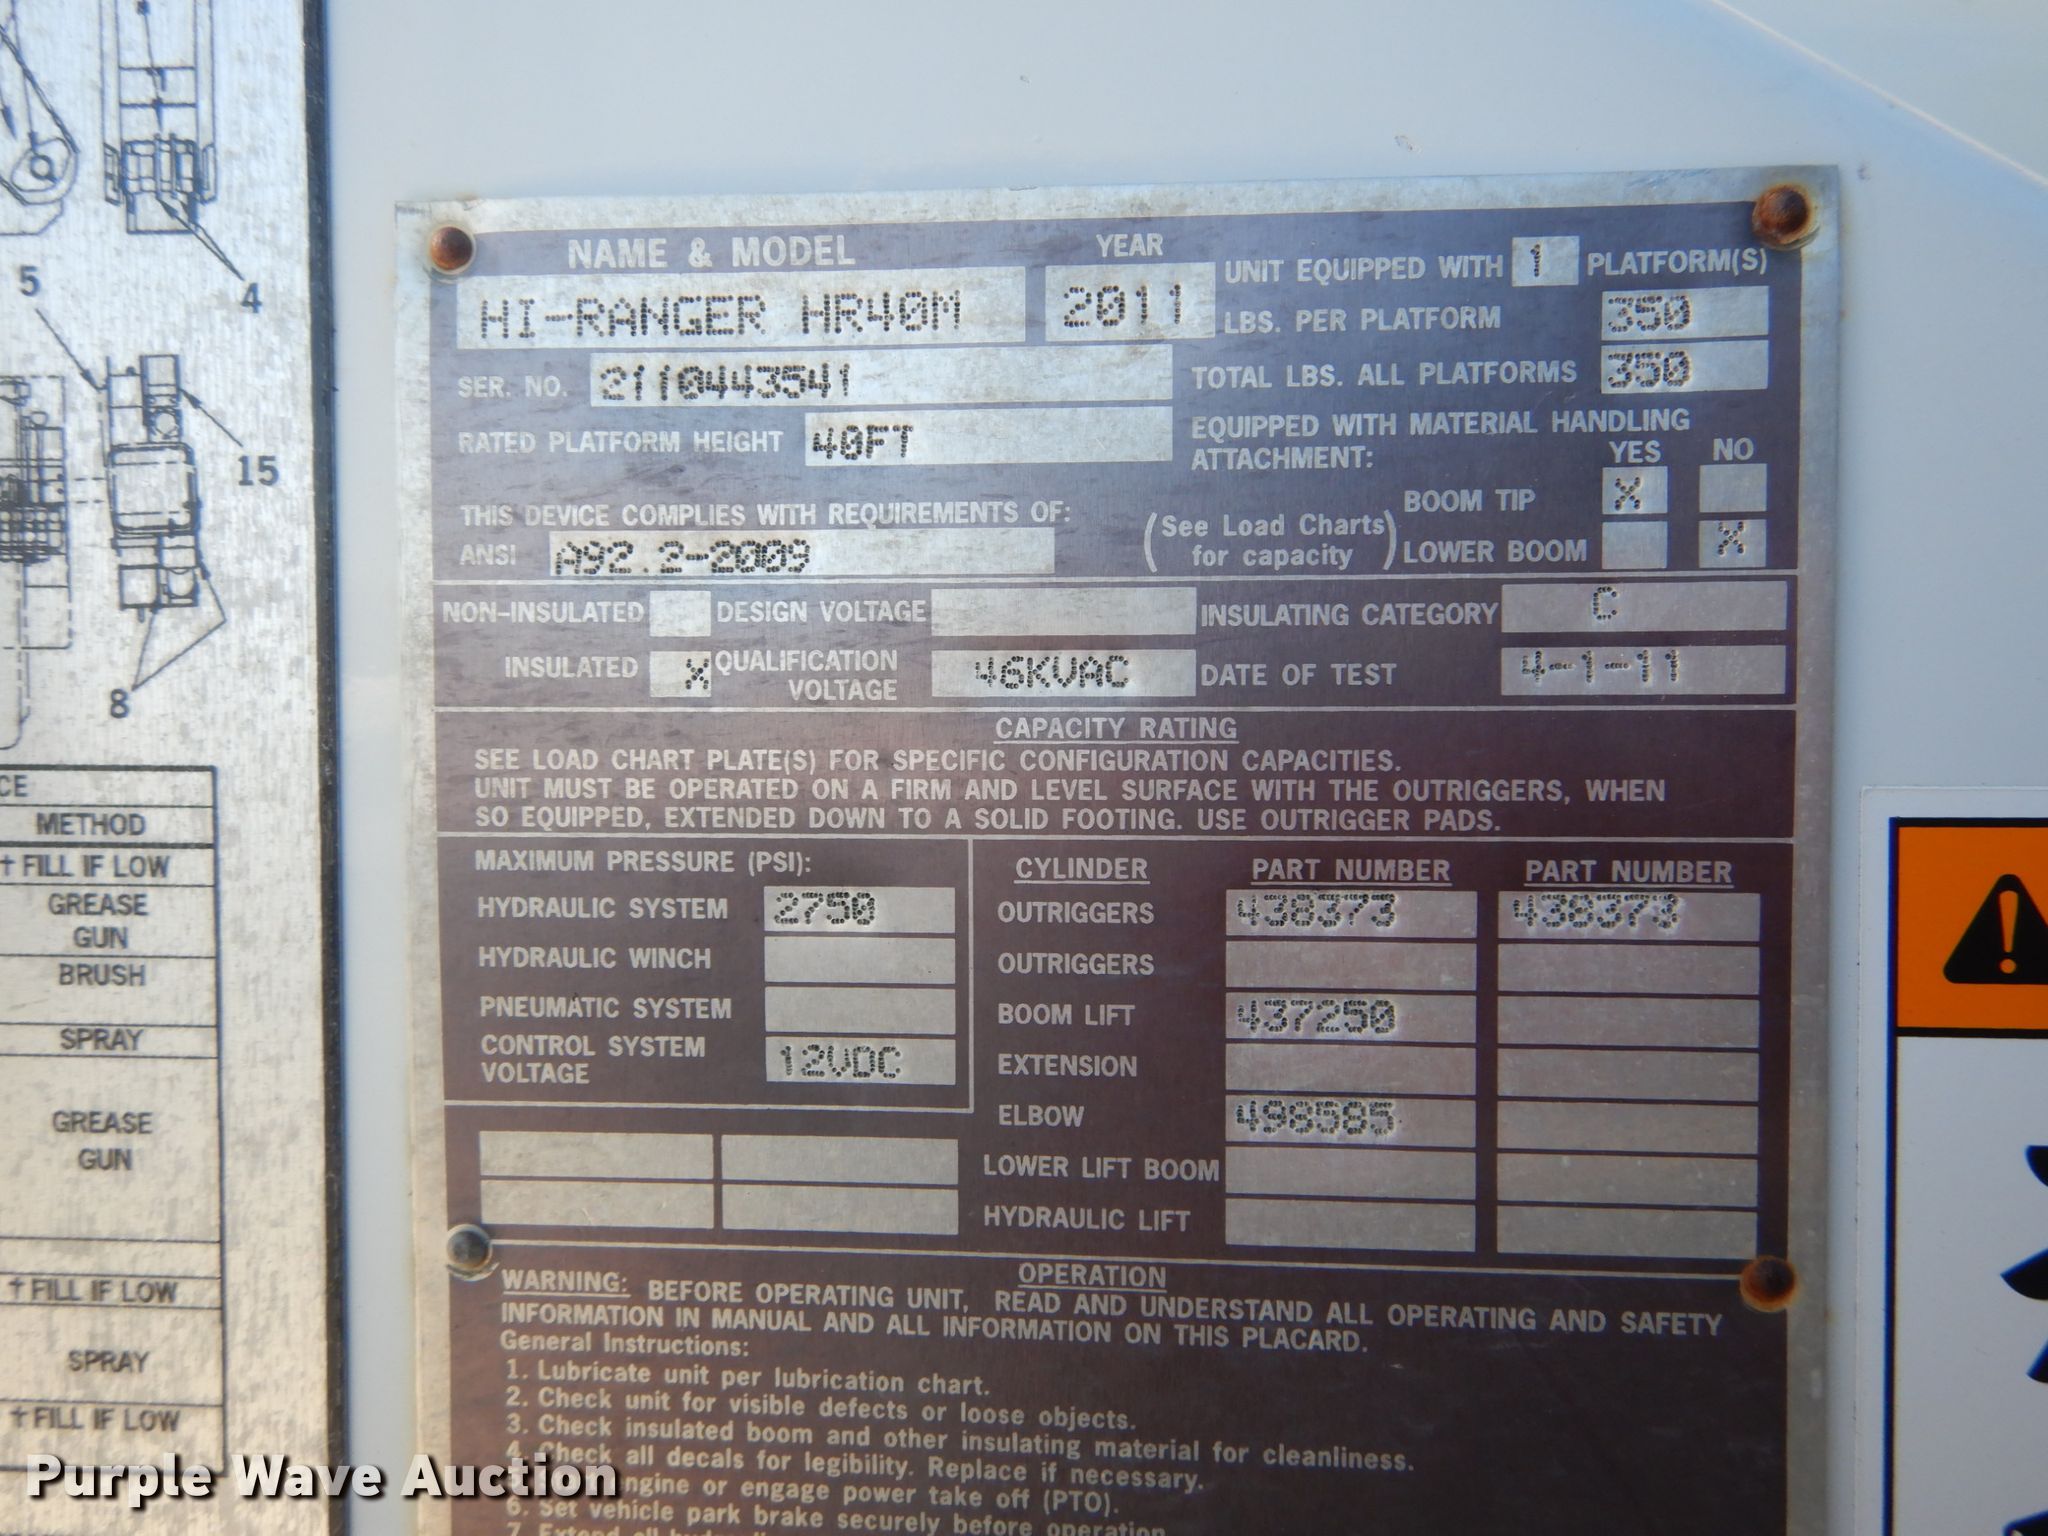 5
4
15
8
CE
METHOD
† FILL IF LOW
GREASE
GUN
BRUSH
SPRAY
GREASE
GUN
† FILL IF LOW
SPRAY
† FILL IF LOW
NAME & MODEL
YEAR
HI-RANGER HR40M
2011
UNIT EQUIPPED WITH 1 PLATFORM(S)
LBS. PER PLATFORM 350
SER. NO. 2110443541
TOTAL LBS. ALL PLATFORMS 350
RATED PLATFORM HEIGHT 40FT
EQUIPPED WITH MATERIAL HANDLING
ATTACHMENT: YES NO
BOOM TIP X
THIS DEVICE COMPLIES WITH REQUIREMENTS OF:
ANSI A92.2-2009
(See Load Charts
for capacity)
LOWER BOOM X
NON-INSULATED DESIGN VOLTAGE INSULATING CATEGORY C
INSULATED X QUALIFICATION
VOLTAGE 46KVAC DATE OF TEST 4-1-11
CAPACITY RATING
SEE LOAD CHART PLATE(S) FOR SPECIFIC CONFIGURATION CAPACITIES.
UNIT MUST BE OPERATED ON A FIRM AND LEVEL SURFACE WITH THE OUTRIGGERS, WHEN
SO EQUIPPED, EXTENDED DOWN TO A SOLID FOOTING. USE OUTRIGGER PADS.
MAXIMUM PRESSURE (PSI):
HYDRAULIC SYSTEM 2750
HYDRAULIC WINCH
PNEUMATIC SYSTEM
CONTROL SYSTEM
VOLTAGE 12VDC
CYLINDER PART NUMBER PART NUMBER
OUTRIGGERS 438373 438373
OUTRIGGERS
BOOM LIFT 437250
EXTENSION
ELBOW 498585
LOWER LIFT BOOM
HYDRAULIC LIFT
OPERATION
WARNING: BEFORE OPERATING UNIT, READ AND UNDERSTAND ALL OPERATING AND SAFETY
INFORMATION IN MANUAL AND ALL INFORMATION ON THIS PLACARD.
General Instructions:
1. Lubricate unit per lubrication chart.
2. Check unit for visible defects or loose objects.
3. Check insulated boom and other insulating material for cleanliness.
4. Check all decals for legibility. Replace if necessary.
engine or engage power take off (PTO).
6. Set vehicle park brake securely before operation
7. Extend all
Purple Wave Auction